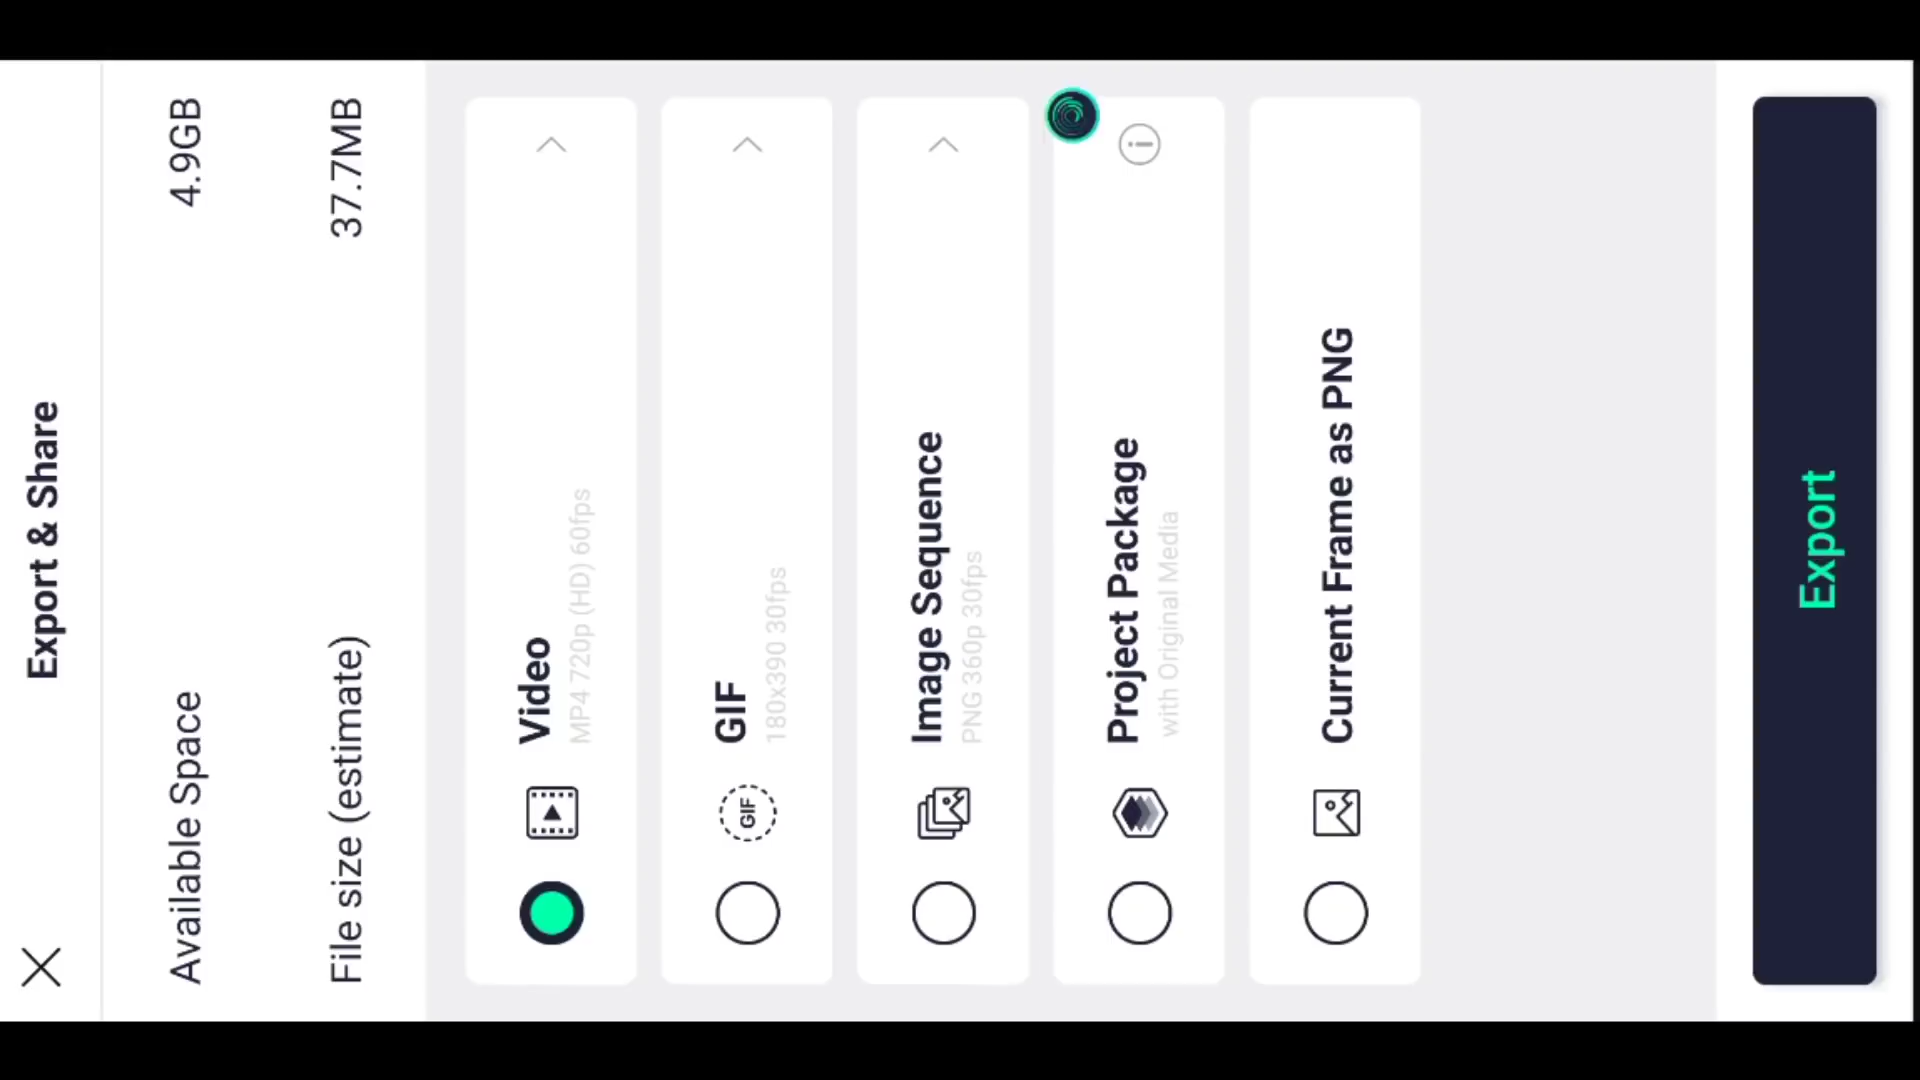 Export & Share
Available Space 4.9GB
File size (estimate) 37.7MB
Video
MP4 720p (HD) 60fps
GIF
GIF
180x390 30fps
Image Sequence
PNG 360p 30fps
Project Package
with Original Media
Current Frame as PNG
Export